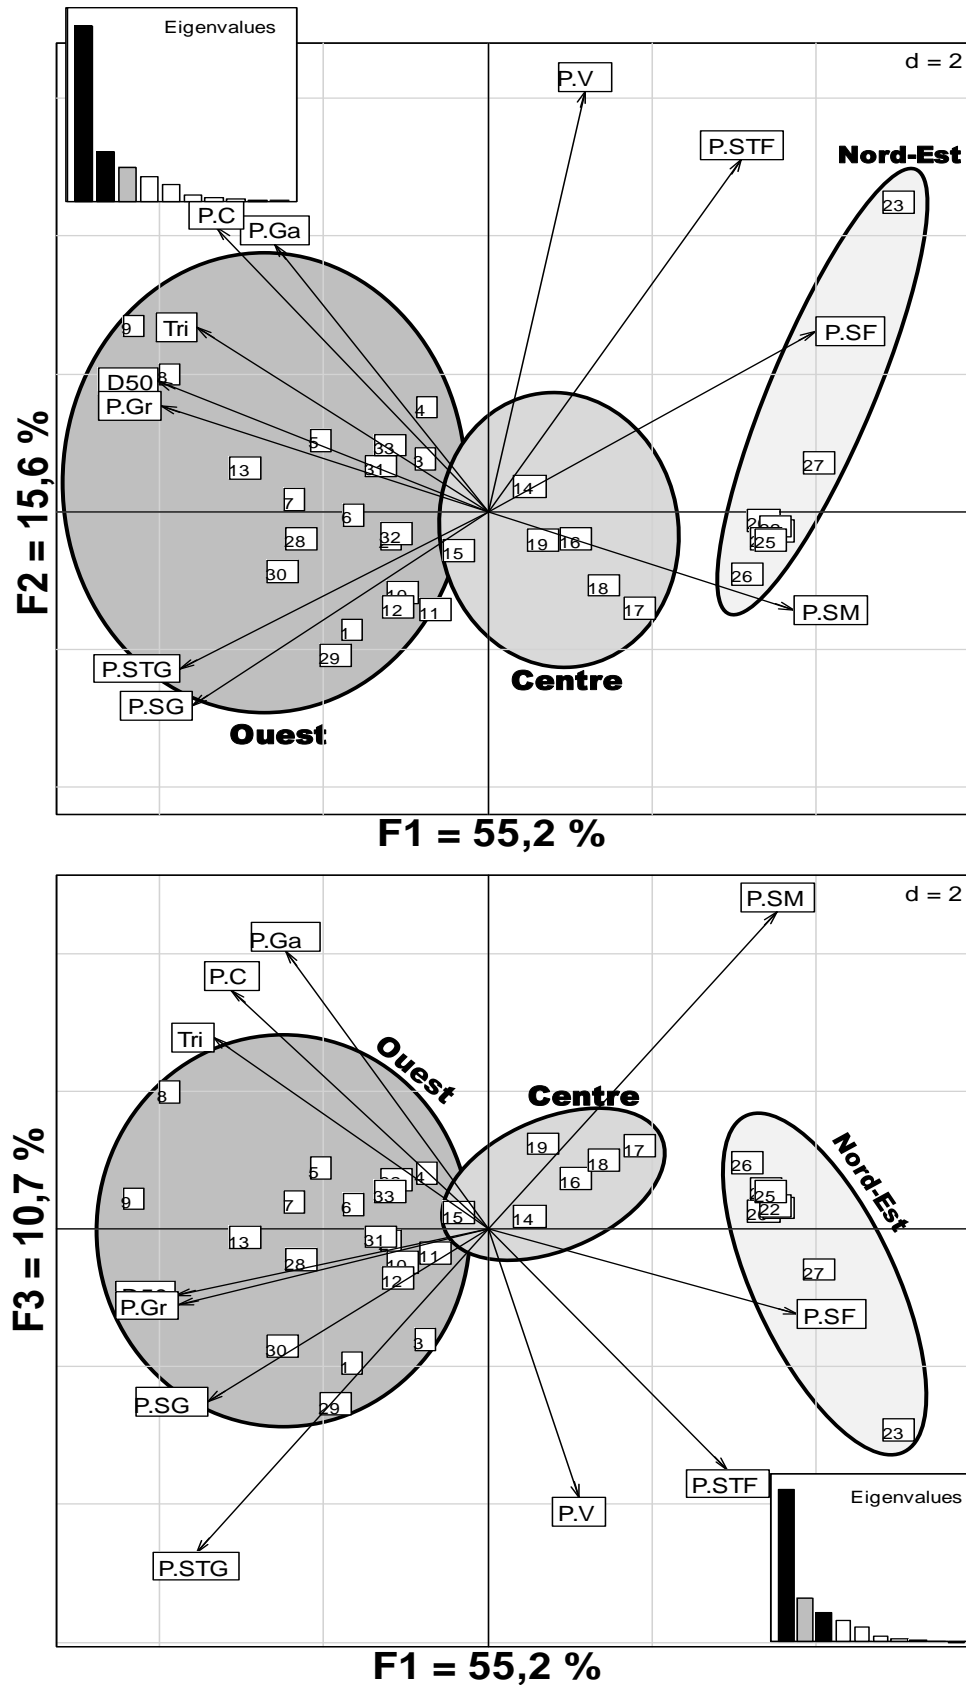 Eigenvalues
d = 2
P.V
P.STF
Nord-Est
23
P.C
P.Ga
9
Tri
P.SF
D50
8
P.Gr
4
5
33
3
13
31
27
14
7
6
28
32
19
16
15
25
30
26
18
10
12
11
17
P.SM
1
29
P.STG
P.SG
Centre
Ouest
F2 = 15,6 %
F1 = 55,2 %
d = 2
P.SM
P.Ga
P.C
Tri
Ouest
8
Centre
19
17
Nord-Est
5
4
18
26
16
33
25
9
7
6
15
14
22
13
31
11
28
10
27
12
D50
P.Gr
P.SF
30
3
1
P.SG
29
23
P.STF
P.V
Eigenvalues
P.STG
F3 = 10,7 %
F1 = 55,2 %